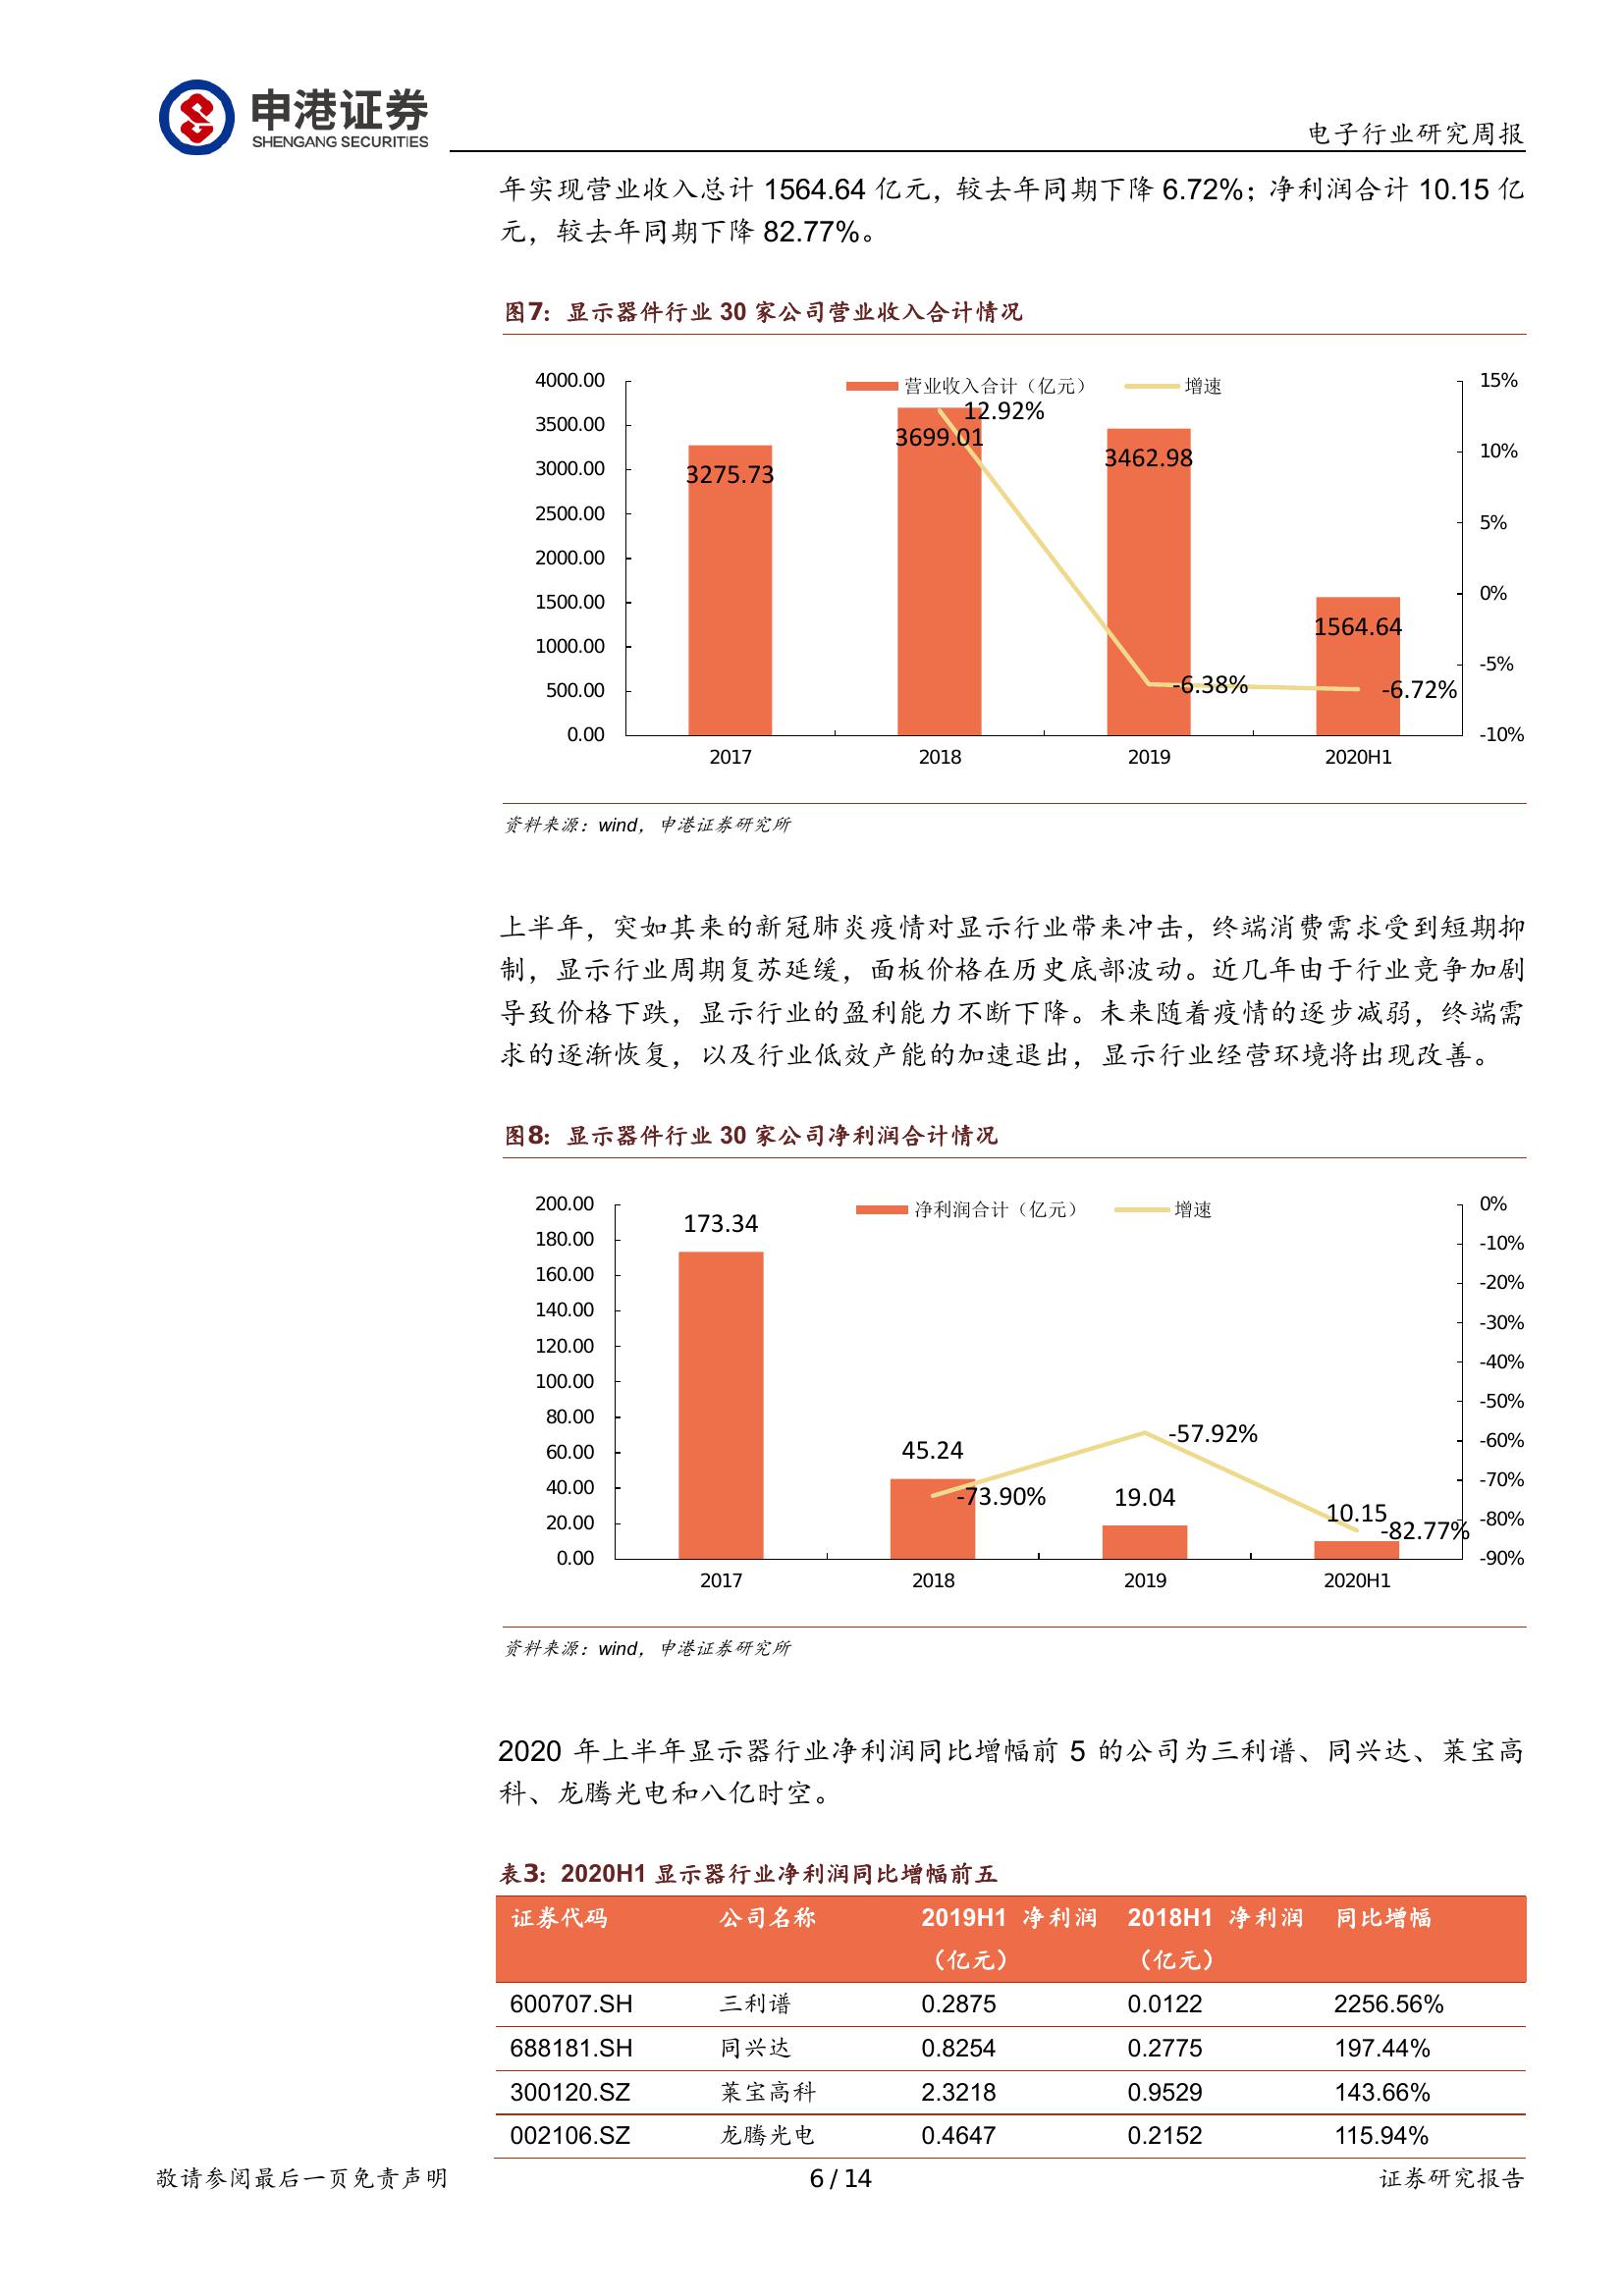 申港证券
SHENGANG SECURITIES
电子行业研究周报
年实现营业收入总计 1564.64 亿元，较去年同期下降 6.72%；净利润合计 10.15 亿
元，较去年同期下降 82.77%。
图7：显示器件行业 30 家公司营业收入合计情况
营业收入合计（亿元） 增速
4000.00
3500.00
3000.00
2500.00
2000.00
1500.00
1000.00
500.00
0.00
3275.73
3699.01
3462.98
1564.64
12.92%
-6.38%
-6.72%
15%
10%
5%
0%
-5%
-10%
2017 2018 2019 2020H1
资料来源：wind，申港证券研究所
上半年，突如其来的新冠肺炎疫情对显示行业带来冲击，终端消费需求受到短期抑
制，显示行业周期复苏延缓，面板价格在历史底部波动。近几年由于行业竞争加剧
导致价格下跌，显示行业的盈利能力不断下降。未来随着疫情的逐步减弱，终端需
求的逐渐恢复，以及行业低效产能的加速退出，显示行业经营环境将出现改善。
图8：显示器件行业 30 家公司净利润合计情况
净利润合计（亿元） 增速
200.00
180.00
160.00
140.00
120.00
100.00
80.00
60.00
40.00
20.00
0.00
173.34
45.24
19.04
10.15
-73.90%
-57.92%
-82.77%
0%
-10%
-20%
-30%
-40%
-50%
-60%
-70%
-80%
-90%
2017 2018 2019 2020H1
资料来源：wind，申港证券研究所
2020 年上半年显示器行业净利润同比增幅前 5 的公司为三利谱、同兴达、莱宝高
科、龙腾光电和八亿时空。
表3：2020H1 显示器行业净利润同比增幅前五
证券代码 公司名称 2019H1 净利润 2018H1 净利润 同比增幅
（亿元） （亿元）
600707.SH 三利谱 0.2875 0.0122 2256.56%
688181.SH 同兴达 0.8254 0.2775 197.44%
300120.SZ 莱宝高科 2.3218 0.9529 143.66%
002106.SZ 龙腾光电 0.4647 0.2152 115.94%
敬请参阅最后一页免责声明 6 / 14 证券研究报告